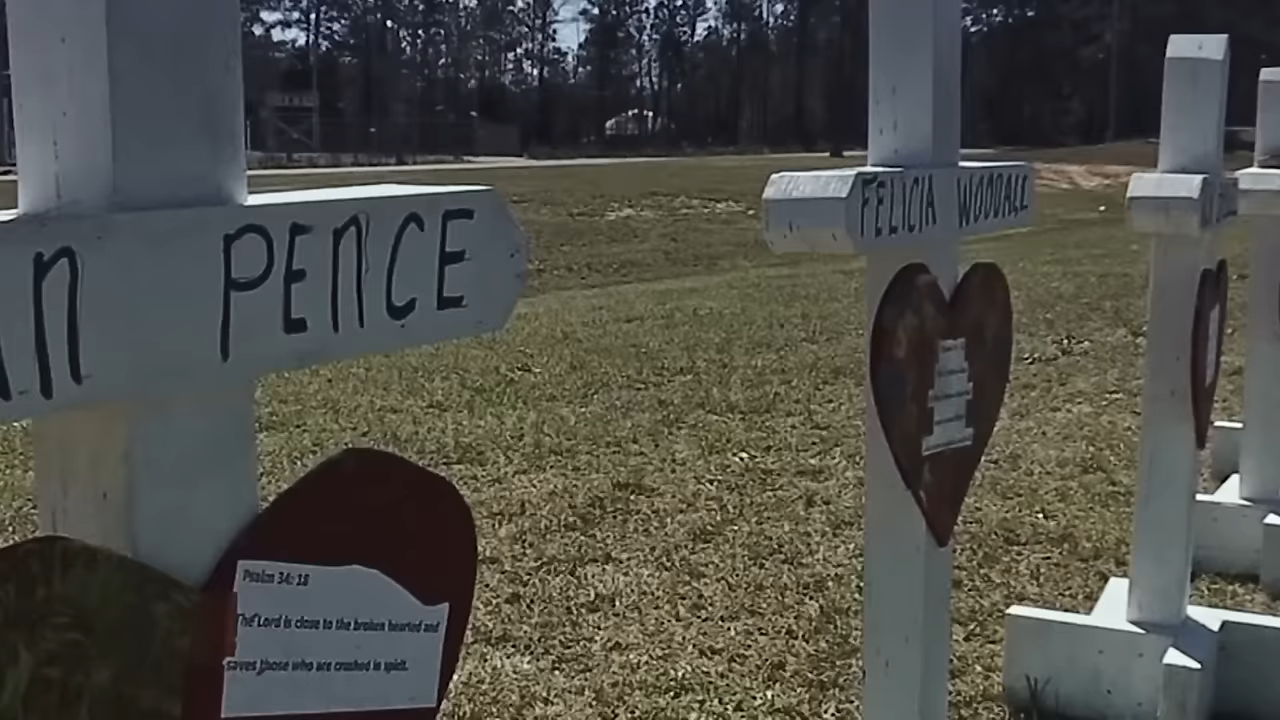 PENCE
FELICIA WOODALL
Psalm 34: 18
The Lord is close to the broken hearted and
saves those who are crushed in spirit.